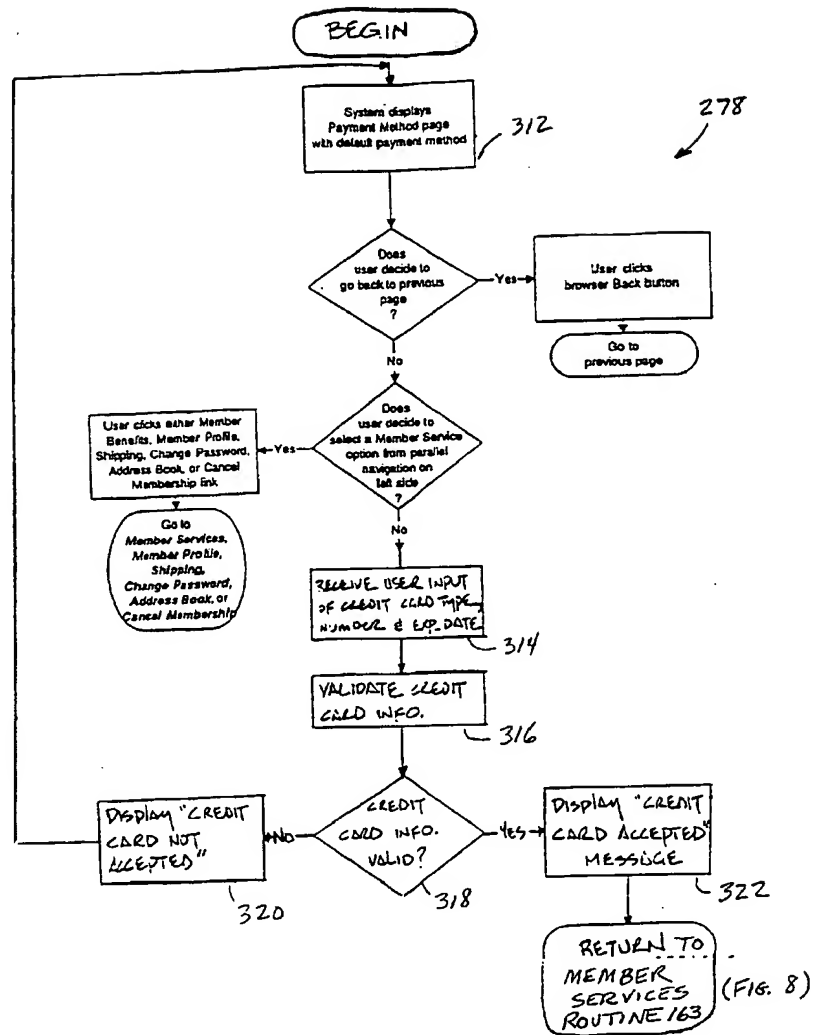 BEGIN
System displays
Payment Method page
with default payment method
312
278
Does
user decide to
go back to previous
page
?
Yes
User clicks
browser Back button
Go to
previous page
No
Does
user decide to
select a Member Service
option from parallel
navigation on
left side
?
Yes
User clicks either Member
Benefits, Member Profile,
Shipping, Change Password,
Address Book, or Cancel
Membership link
Go to
Member Services,
Member Profile,
Shipping,
Change Password,
Address Book, or
Cancel Membership
No
RECEIVE USER INPUT
OF CREDIT CARD TYPE,
NUMBER & EXP. DATE
314
VALIDATE CREDIT
CARD INFO.
316
CREDIT
CARD INFO.
VALID?
318
NO
DISPLAY "CREDIT
CARD NOT
ACCEPTED"
320
YES
DISPLAY "CREDIT
CARD ACCEPTED"
MESSAGE
322
RETURN TO
MEMBER
SERVICES
ROUTINE 163
(FIG. 8)